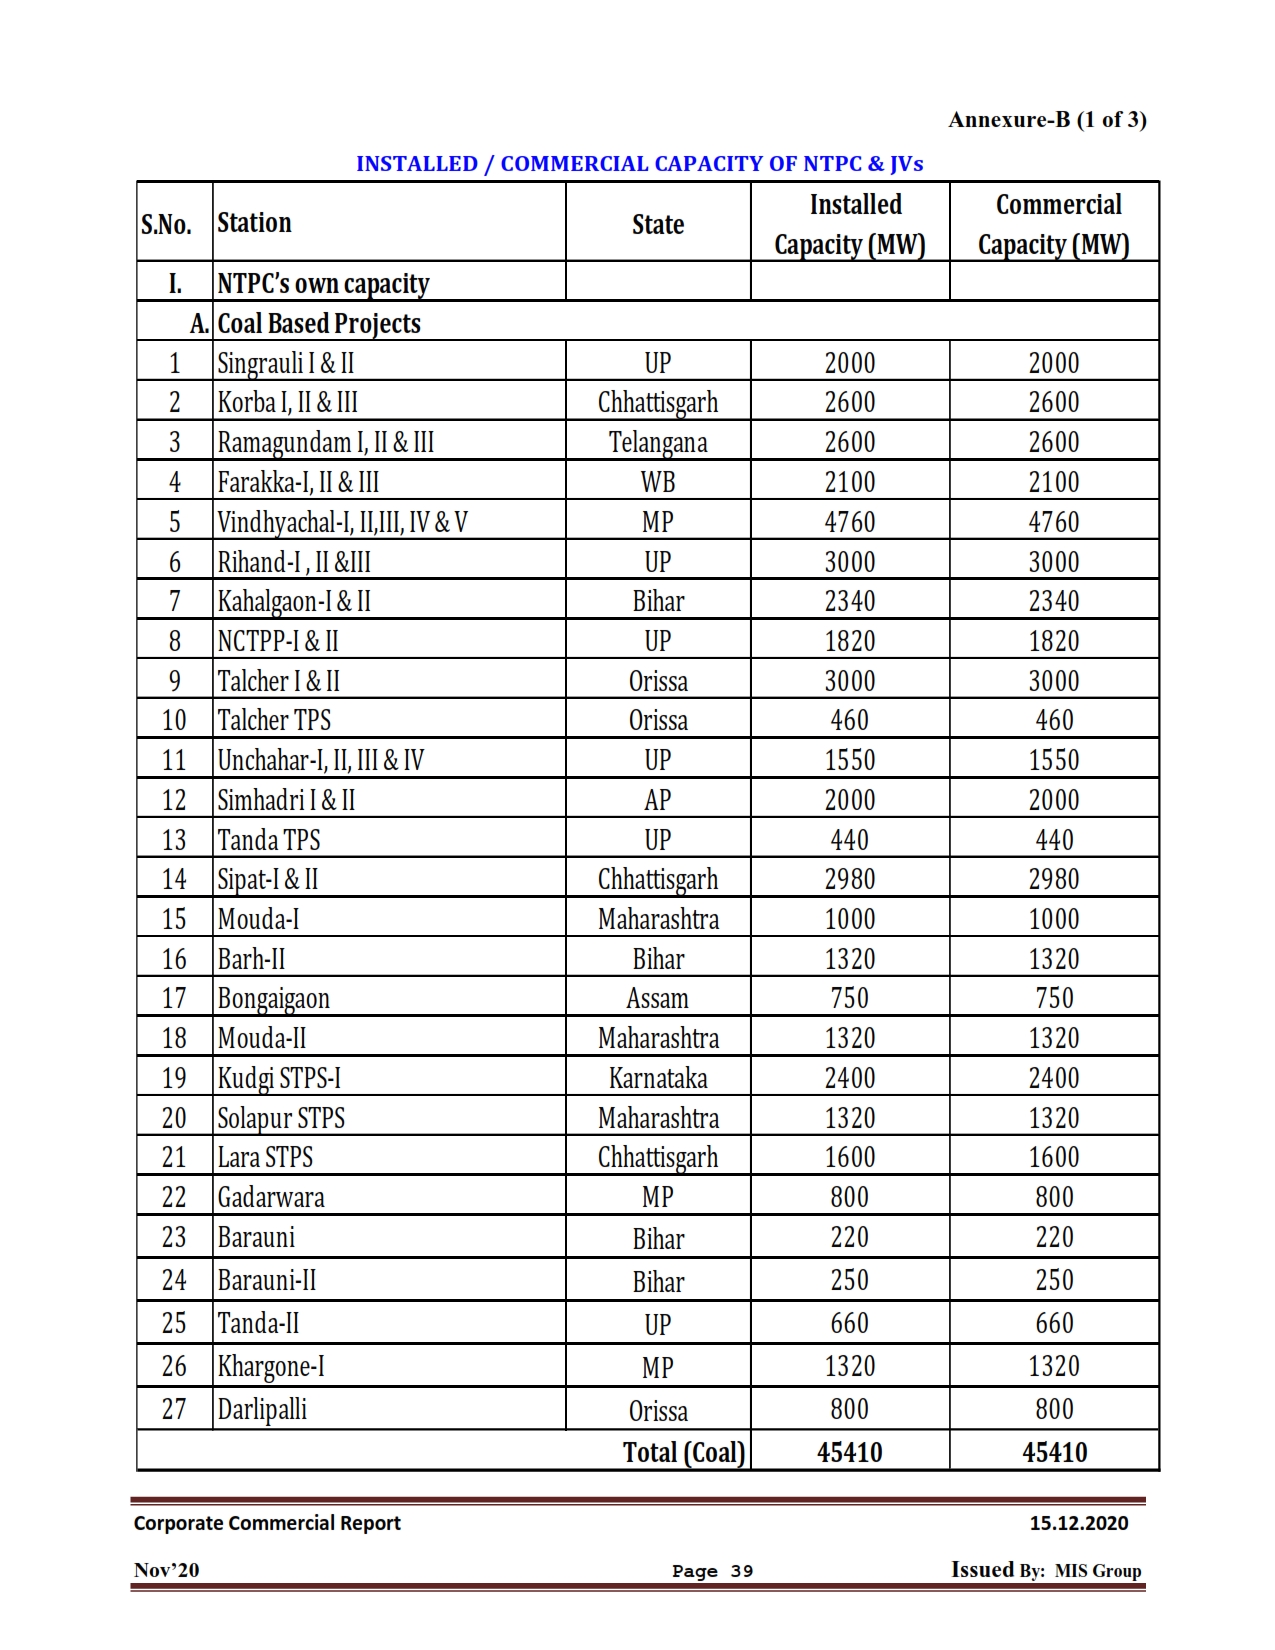 Annexure-B (1 of 3)
INSTALLED / COMMERCIAL CAPACITY OF NTPC & JVs
S.No. Station State Installed Capacity (MW) Commercial Capacity (MW)
I. NTPC’s own capacity
A. Coal Based Projects
1 Singrauli I & II UP 2000 2000
2 Korba I, II & III Chhattisgarh 2600 2600
3 Ramagundam I, II & III Telangana 2600 2600
4 Farakka-I, II & III WB 2100 2100
5 Vindhyachal-I, II,III, IV & V MP 4760 4760
6 Rihand-I , II &III UP 3000 3000
7 Kahalgaon-I & II Bihar 2340 2340
8 NCTPP-I & II UP 1820 1820
9 Talcher I & II Orissa 3000 3000
10 Talcher TPS Orissa 460 460
11 Unchahar-I, II, III & IV UP 1550 1550
12 Simhadri I & II AP 2000 2000
13 Tanda TPS UP 440 440
14 Sipat-I & II Chhattisgarh 2980 2980
15 Mouda-I Maharashtra 1000 1000
16 Barh-II Bihar 1320 1320
17 Bongaigaon Assam 750 750
18 Mouda-II Maharashtra 1320 1320
19 Kudgi STPS-I Karnataka 2400 2400
20 Solapur STPS Maharashtra 1320 1320
21 Lara STPS Chhattisgarh 1600 1600
22 Gadarwara MP 800 800
23 Barauni Bihar 220 220
24 Barauni-II Bihar 250 250
25 Tanda-II UP 660 660
26 Khargone-I MP 1320 1320
27 Darlipalli Orissa 800 800
Total (Coal) 45410 45410
Corporate Commercial Report 15.12.2020
Nov’20 Page 39 Issued By: MIS Group